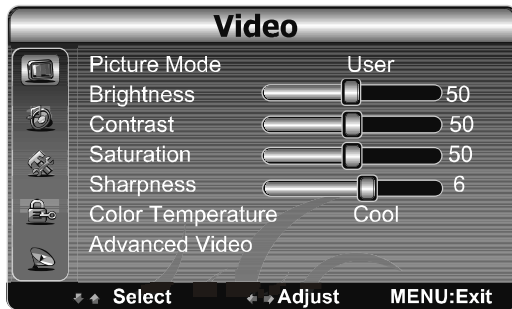 Video
Picture Mode User
Brightness 50
Contrast 50
Saturation 50
Sharpness 6
Color Temperature Cool
Advanced Video
Select Adjust MENU:Exit